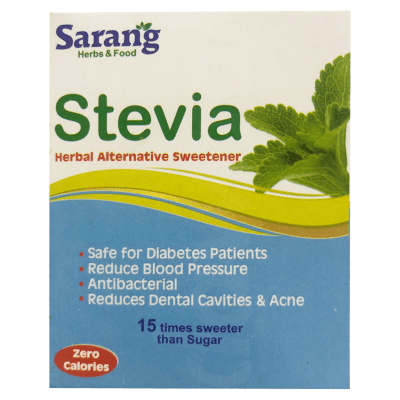 Sarang
Herbs & Food
Stevia
Herbal Alternative Sweetener
• Safe for Diabetes Patients
• Reduce Blood Pressure
• Antibacterial
• Reduces Dental Cavities & Acne
15 times sweeter
than Sugar
Zero
Calories